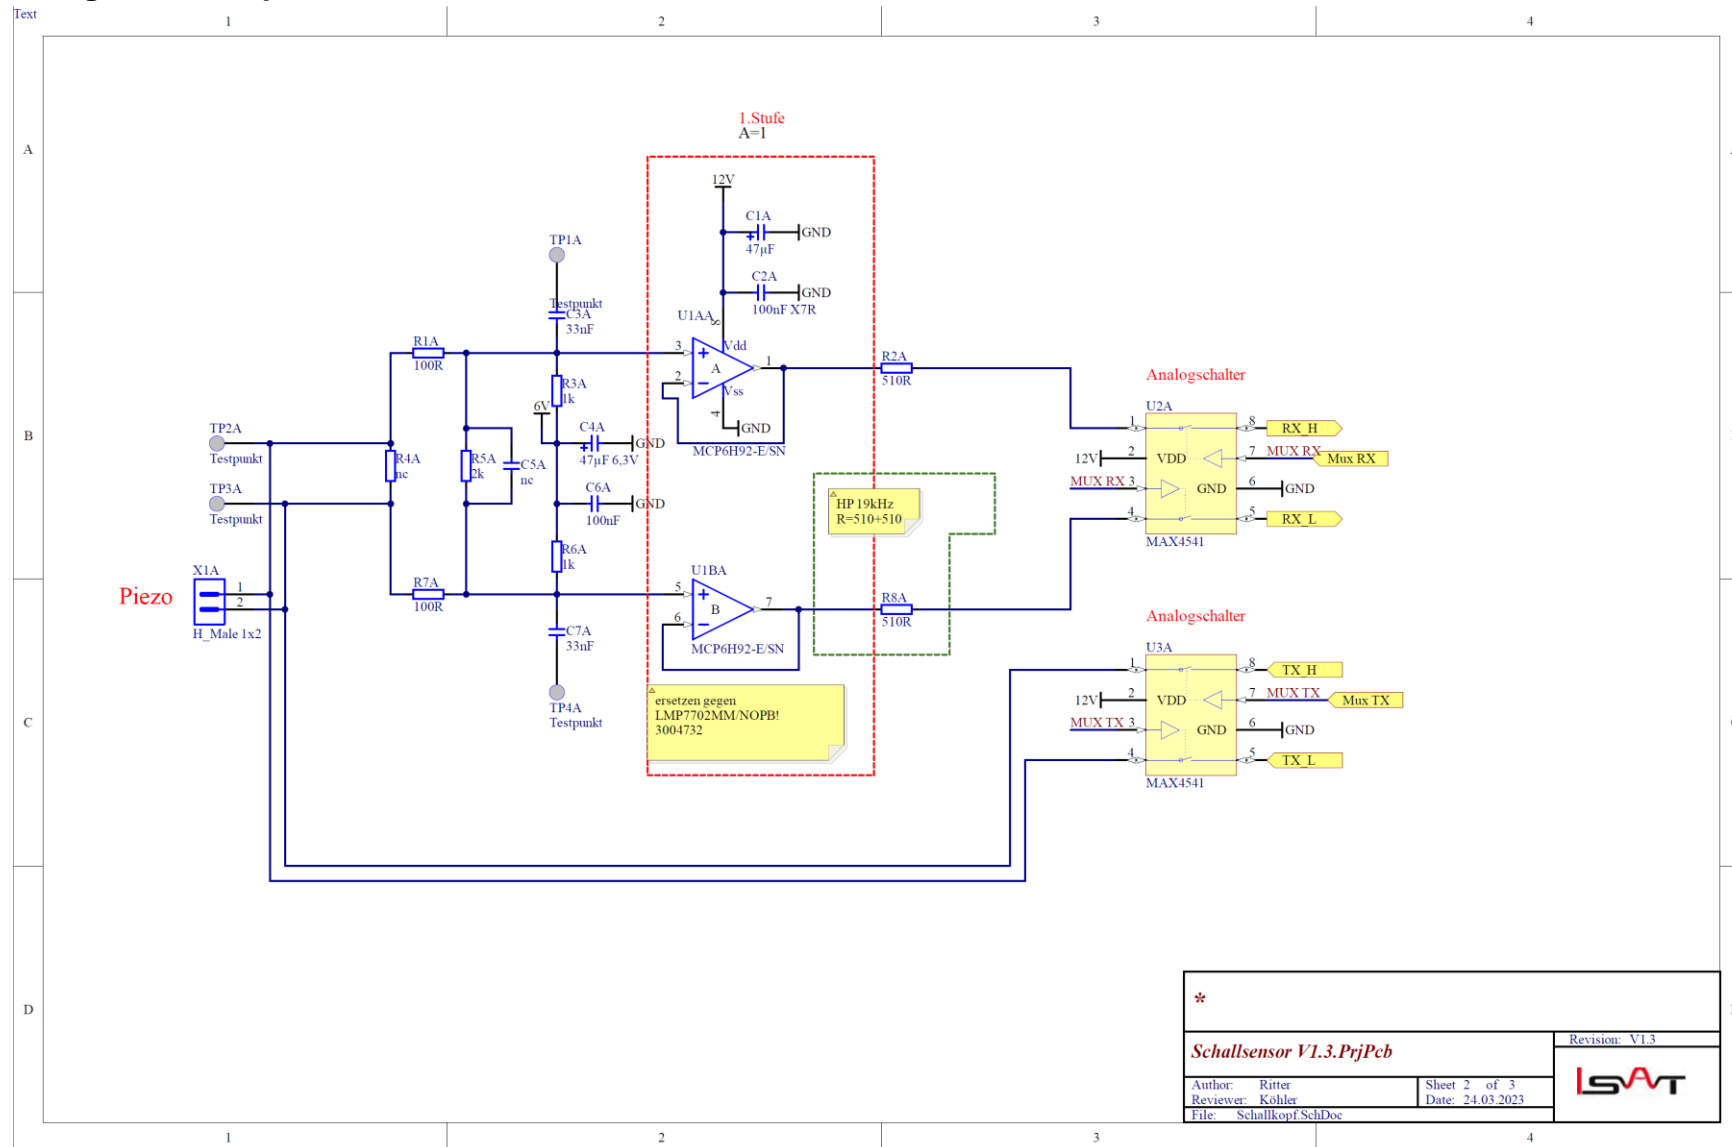 Text
1
2
3
4
A
B
C
D
1.Stufe
A=1
12V
C1A
GND
47µF
C2A
GND
100nF X7R
TP1A
Testpunkt
C3A
33nF
U1AA
8
Vdd
R1A
100R
3
A
1
2
Vss
4
GND
MCP6H92-E/SN
R2A
510R
R3A
1k
6V
C4A
GND
47µF 6,3V
TP2A
Testpunkt
R4A
nc
R5A
2k
C5A
nc
TP3A
Testpunkt
C6A
GND
100nF
R6A
1k
HP 19kHz
R=510+510
Analogschalter
U2A
1
8
RX_H
12V
2
VDD
7
MUX RX
Mux RX
MUX RX
3
GND
6
GND
4
5
RX_L
MAX4541
Piezo
X1A
1
2
H_Male 1x2
R7A
100R
U1BA
5
B
7
6
MCP6H92-E/SN
R8A
510R
C7A
33nF
TP4A
Testpunkt
ersetzen gegen
LMP7702MM/NOPB!
3004732
Analogschalter
U3A
1
8
TX_H
12V
2
VDD
7
MUX TX
Mux TX
MUX TX
3
GND
6
GND
4
5
TX_L
MAX4541
*
Schallsensor V1.3.PrjPcb
Revision: V1.3
Author: Ritter
Reviewer: Köhler
File: Schallkopf.SchDoc
Sheet 2 of 3
Date: 24.03.2023
LSAT
1
2
3
4